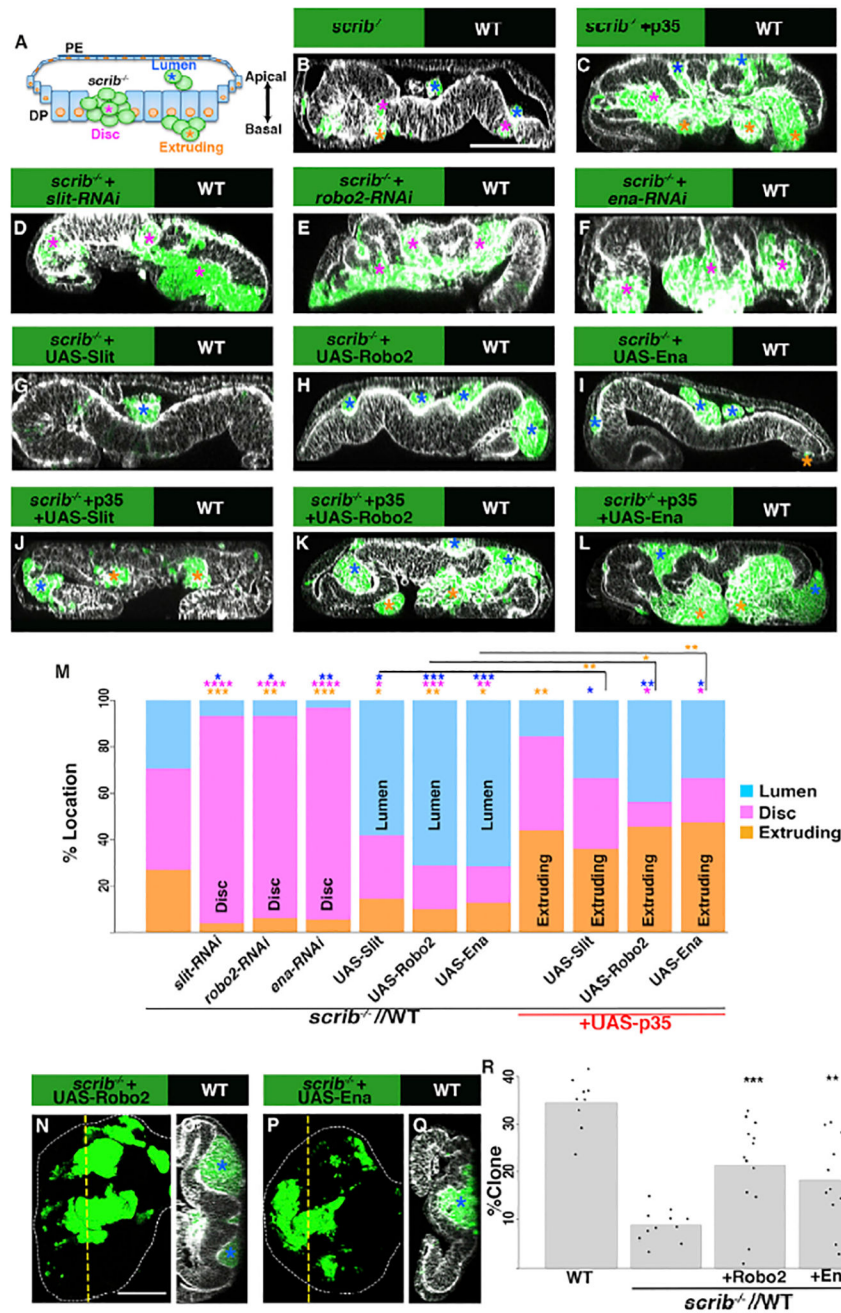 A
PE
Lumen
scrib-/-
Apical
DP
Basal
Disc
Extruding
scrib-/ WT
B
scrib-/- +p35 WT
C
scrib-/- + slit-RNAi WT
D
scrib-/- + robo2-RNAi WT
E
scrib-/- + ena-RNAi WT
F
scrib-/- + UAS-Slit WT
G
scrib-/- + UAS-Robo2 WT
H
scrib-/- + UAS-Ena WT
I
scrib-/- +p35 +UAS-Slit WT
J
scrib-/- +p35 +UAS-Robo2 WT
K
scrib-/- +p35 +UAS-Ena WT
L
M
% Location
100
80
60
40
20
Disc
Disc
Disc
Lumen
Lumen
Lumen
Extruding
Extruding
Extruding
Extruding
Lumen
Disc
Extruding
slit-RNAi
robo2-RNAi
ena-RNAi
UAS-Slit
UAS-Robo2
UAS-Ena
UAS-Slit
UAS-Robo2
UAS-Ena
scrib-/-//WT
+UAS-p35
scrib-/- + UAS-Robo2 WT
N
O
scrib-/- + UAS-Ena WT
P
Q
R
%Clone
40
30
20
10
WT
+Robo2
+En
scrib-/-//WT